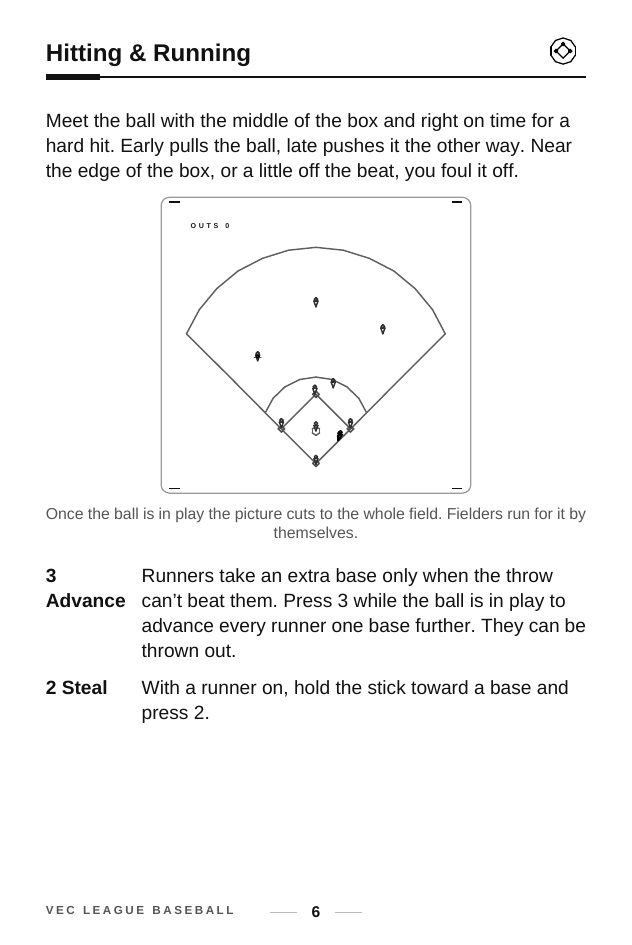 Hitting & Running
Meet the ball with the middle of the box and right on time for a
hard hit. Early pulls the ball, late pushes it the other way. Near
the edge of the box, or a little off the beat, you foul it off.
OUTS 0
Once the ball is in play the picture cuts to the whole field. Fielders run for it by
themselves.
3 Runners take an extra base only when the throw
Advance can’t beat them. Press 3 while the ball is in play to
advance every runner one base further. They can be
thrown out.
2 Steal With a runner on, hold the stick toward a base and
press 2.
VEC LEAGUE BASEBALL 6